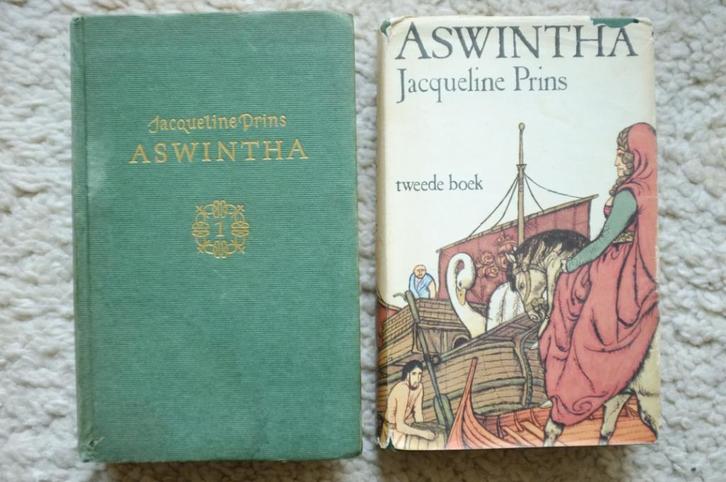 Jacqueline Prins
ASWINTHA
1
ASWINTHA
Jacqueline Prins
tweede boek